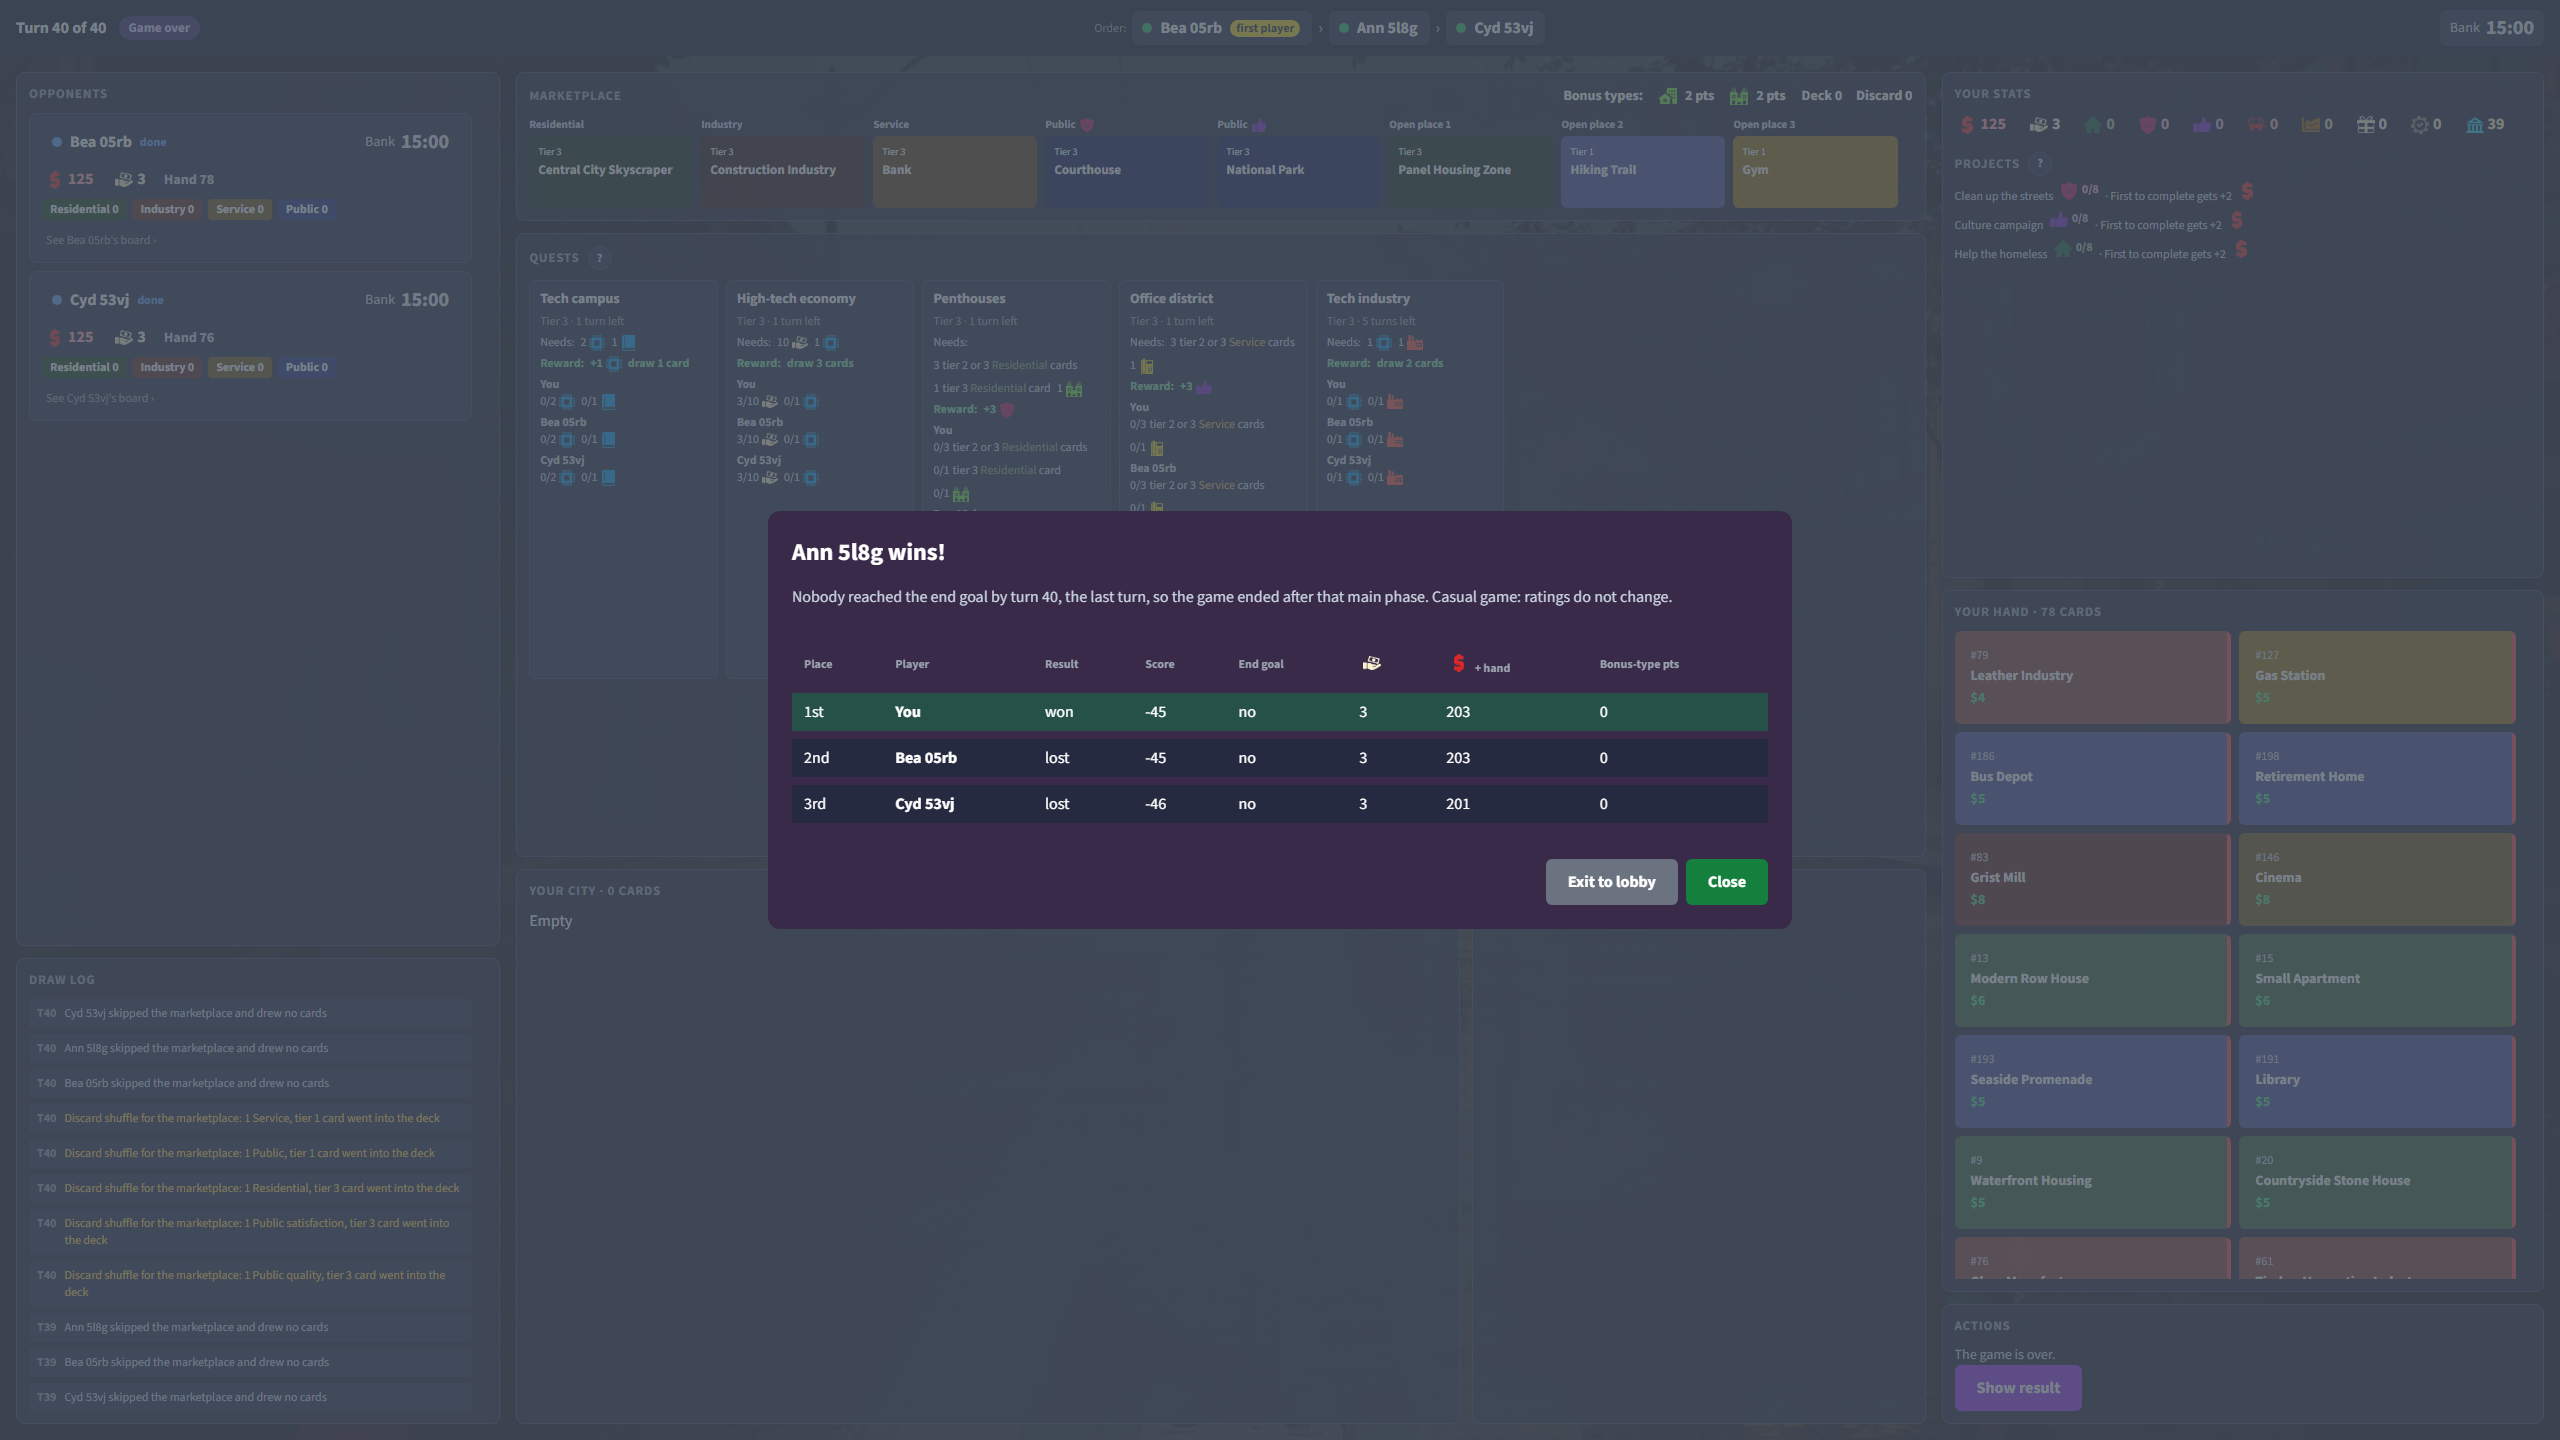 Turn 40 of 40 Game over
Order: Bea 05rb first player › Ann 5l8g › Cyd 53vj
Bank 15:00
OPPONENTS
Bea 05rb done Bank 15:00
125 3 Hand 78
Residential 0 Industry 0 Service 0 Public 0
See Bea 05rb's board ›
Cyd 53vj done Bank 15:00
125 3 Hand 76
Residential 0 Industry 0 Service 0 Public 0
See Cyd 53vj's board ›
DRAW LOG
T40 Cyd 53vj skipped the marketplace and drew no cards
T40 Ann 5l8g skipped the marketplace and drew no cards
T40 Bea 05rb skipped the marketplace and drew no cards
T40 Discard shuffle for the marketplace: 1 Service, tier 1 card went into the deck
T40 Discard shuffle for the marketplace: 1 Public, tier 1 card went into the deck
T40 Discard shuffle for the marketplace: 1 Residential, tier 3 card went into the deck
T40 Discard shuffle for the marketplace: 1 Public satisfaction, tier 3 card went into
the deck
T40 Discard shuffle for the marketplace: 1 Public quality, tier 3 card went into the
deck
T39 Ann 5l8g skipped the marketplace and drew no cards
T39 Bea 05rb skipped the marketplace and drew no cards
T39 Cyd 53vj skipped the marketplace and drew no cards
MARKETPLACE
Bonus types: 2 pts 2 pts Deck 0 Discard 0
Residential Industry Service Public Public Open place 1 Open place 2 Open place 3
Tier 3 Tier 3 Tier 3 Tier 3 Tier 3 Tier 3 Tier 1 Tier 1
Central City Skyscraper Construction Industry Bank Courthouse National Park Panel Housing Zone Hiking Trail Gym
QUESTS ?
Tech campus
Tier 3 · 1 turn left
Needs: 2 1
Reward: +1 draw 1 card
You
0/2 0/1
Bea 05rb
0/2 0/1
Cyd 53vj
0/2 0/1
High-tech economy
Tier 3 · 1 turn left
Needs: 10 1
Reward: draw 3 cards
You
3/10 0/1
Bea 05rb
3/10 0/1
Cyd 53vj
3/10 0/1
Penthouses
Tier 3 · 1 turn left
Needs:
3 tier 2 or 3 Residential cards
1 tier 3 Residential card 1
Reward: +3
You
0/3 tier 2 or 3 Residential cards
0/1 tier 3 Residential card
0/1
Office district
Tier 3 · 1 turn left
Needs: 3 tier 2 or 3 Service cards
1
Reward: +3
You
0/3 tier 2 or 3 Service cards
0/1
Bea 05rb
0/3 tier 2 or 3 Service cards
0/1
Tech industry
Tier 3 · 5 turns left
Needs: 1 1
Reward: draw 2 cards
You
0/1 0/1
Bea 05rb
0/1 0/1
Cyd 53vj
0/1 0/1
Ann 5l8g wins!
Nobody reached the end goal by turn 40, the last turn, so the game ended after that main phase. Casual game: ratings do not change.
Place Player Result Score End goal + hand Bonus-type pts
1st You won -45 no 3 203 0
2nd Bea 05rb lost -45 no 3 203 0
3rd Cyd 53vj lost -46 no 3 201 0
Exit to lobby Close
YOUR CITY · 0 CARDS
Empty
YOUR STATS
125 3 0 0 0 0 0 0 0 39
PROJECTS ?
Clean up the streets 0/8 · First to complete gets +2
Culture campaign 0/8 · First to complete gets +2
Help the homeless 0/8 · First to complete gets +2
YOUR HAND · 78 CARDS
#79 #127
Leather Industry Gas Station
$4 $5
#186 #198
Bus Depot Retirement Home
$5 $5
#83 #146
Grist Mill Cinema
$8 $8
#13 #15
Modern Row House Small Apartment
$6 $6
#193 #191
Seaside Promenade Library
$5 $5
#9 #20
Waterfront Housing Countryside Stone House
$5 $5
#76 #61
ACTIONS
The game is over.
Show result